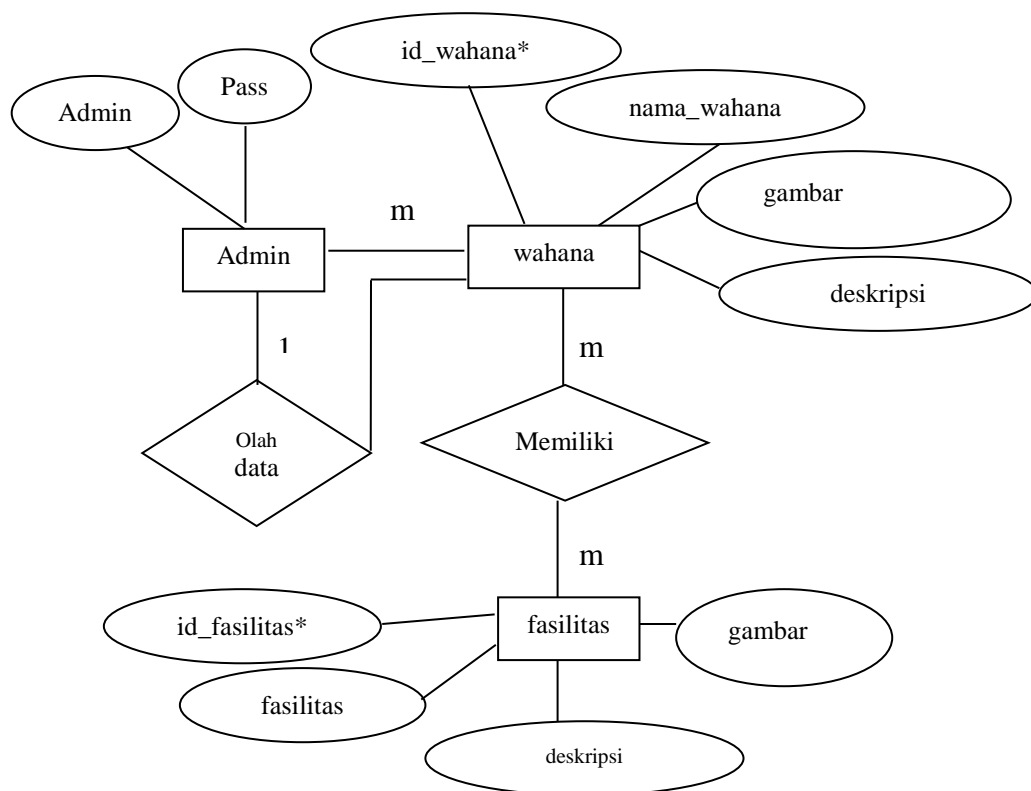 id_wahana*
Pass
Admin
nama_wahana
gambar
m
Admin
wahana
deskripsi
1
m
Olah
data
Memiliki
m
id_fasilitas*
fasilitas
gambar
fasilitas
deskripsi